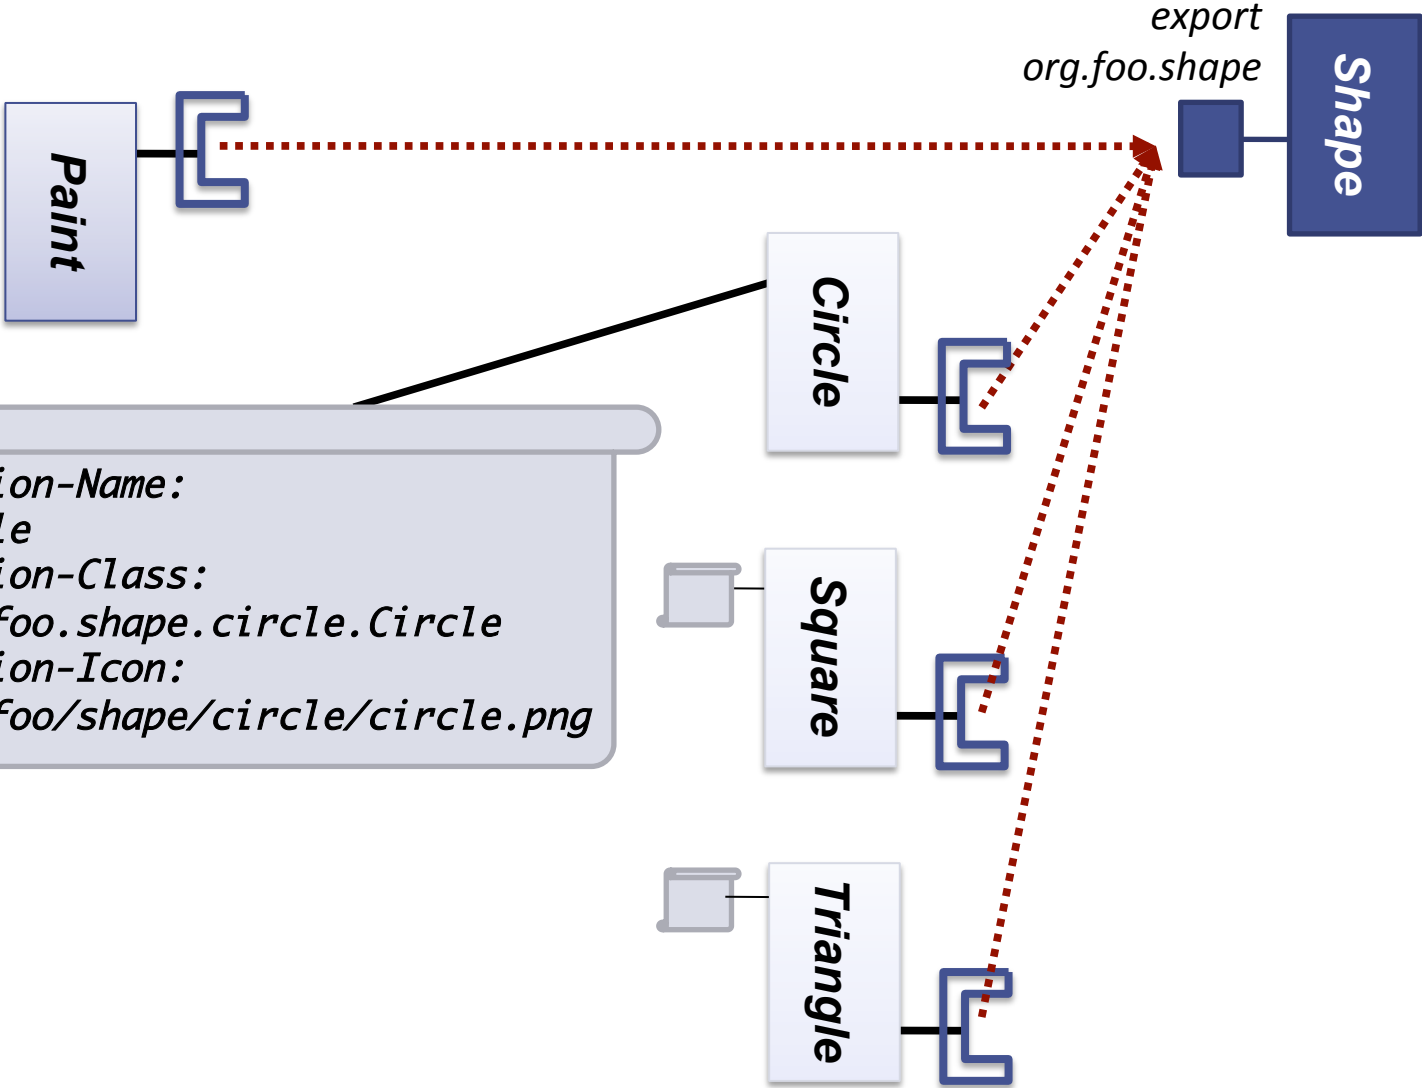 export
org.foo.shape
Shape
Paint
Circle
ion-Name:
le
ion-Class:
foo.shape.circle.Circle
ion-Icon:
foo/shape/circle/circle.png
Square
Triangle